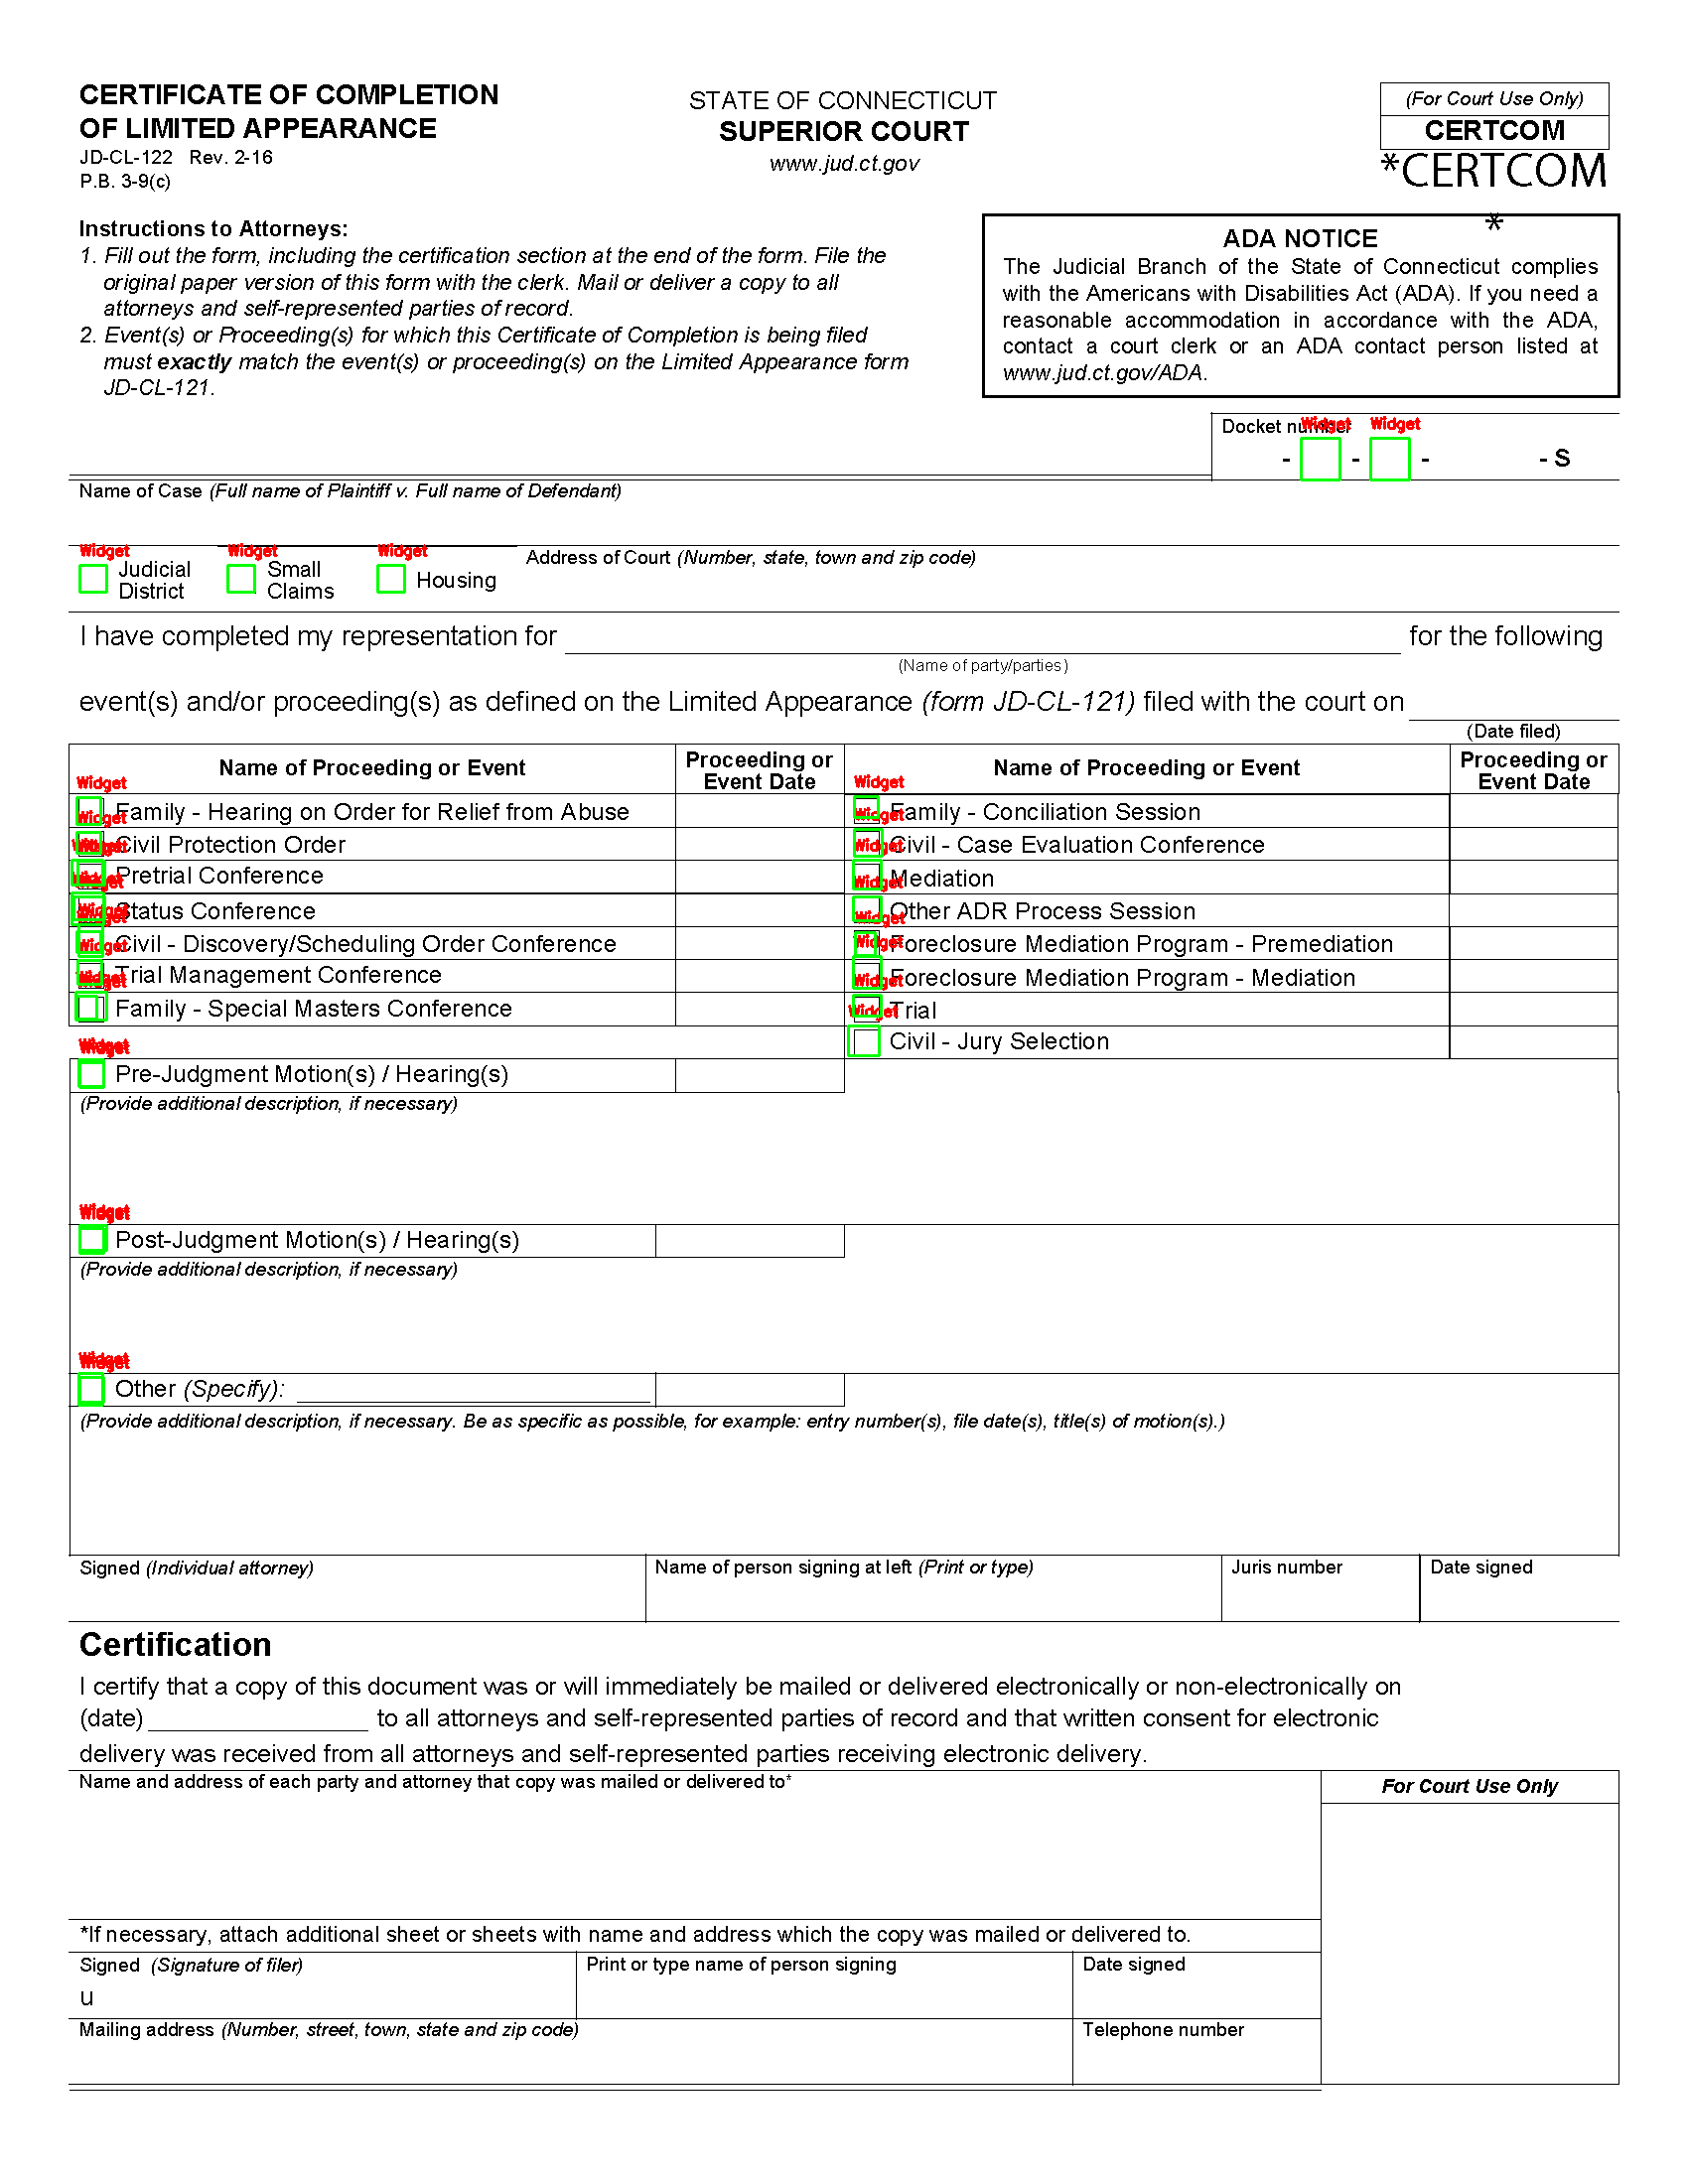 CERTIFICATE OF COMPLETION
OF LIMITED APPEARANCE
JD-CL-122 Rev. 2-16
P.B. 3-9(c)
STATE OF CONNECTICUT
SUPERIOR COURT
www.jud.ct.gov
(For Court Use Only)
CERTCOM
*CERTCOM
*
Instructions to Attorneys:
1. Fill out the form, including the certification section at the end of the form. File the
original paper version of this form with the clerk. Mail or deliver a copy to all
attorneys and self-represented parties of record.
2. Event(s) or Proceeding(s) for which this Certificate of Completion is being filed
must exactly match the event(s) or proceeding(s) on the Limited Appearance form
JD-CL-121.
ADA NOTICE
The Judicial Branch of the State of Connecticut complies
with the Americans with Disabilities Act (ADA). If you need a
reasonable accommodation in accordance with the ADA,
contact a court clerk or an ADA contact person listed at
www.jud.ct.gov/ADA.
Docket number Widget Widget
- - - - S
Name of Case (Full name of Plaintiff v. Full name of Defendant)
Widget Widget Widget
Judicial District
Small Claims
Housing
Address of Court (Number, state, town and zip code)
I have completed my representation for for the following
(Name of party/parties)
event(s) and/or proceeding(s) as defined on the Limited Appearance (form JD-CL-121) filed with the court on
(Date filed)
Name of Proceeding or Event
Proceeding or Event Date
Name of Proceeding or Event
Proceeding or Event Date
Widget Widget
Family - Hearing on Order for Relief from Abuse
Widget
Family - Conciliation Session
Widget
Civil Protection Order
Widget
Civil - Case Evaluation Conference
Widget
Pretrial Conference
Mediation
Widget
Status Conference
Widget
Other ADR Process Session
Widget
Civil - Discovery/Scheduling Order Conference
Widget
Foreclosure Mediation Program - Premediation
Widget
Trial Management Conference
Foreclosure Mediation Program - Mediation
Widget
Family - Special Masters Conference
Trial
Widget
Civil - Jury Selection
Widget
Pre-Judgment Motion(s) / Hearing(s)
(Provide additional description, if necessary)
Widget
Post-Judgment Motion(s) / Hearing(s)
(Provide additional description, if necessary)
Widget
Other (Specify):
(Provide additional description, if necessary. Be as specific as possible, for example: entry number(s), file date(s), title(s) of motion(s).)
Signed (Individual attorney)
Name of person signing at left (Print or type)
Juris number
Date signed
Certification
I certify that a copy of this document was or will immediately be mailed or delivered electronically or non-electronically on
(date) to all attorneys and self-represented parties of record and that written consent for electronic
delivery was received from all attorneys and self-represented parties receiving electronic delivery.
Name and address of each party and attorney that copy was mailed or delivered to*
For Court Use Only
*If necessary, attach additional sheet or sheets with name and address which the copy was mailed or delivered to.
Signed (Signature of filer)
u
Print or type name of person signing
Date signed
Mailing address (Number, street, town, state and zip code)
Telephone number